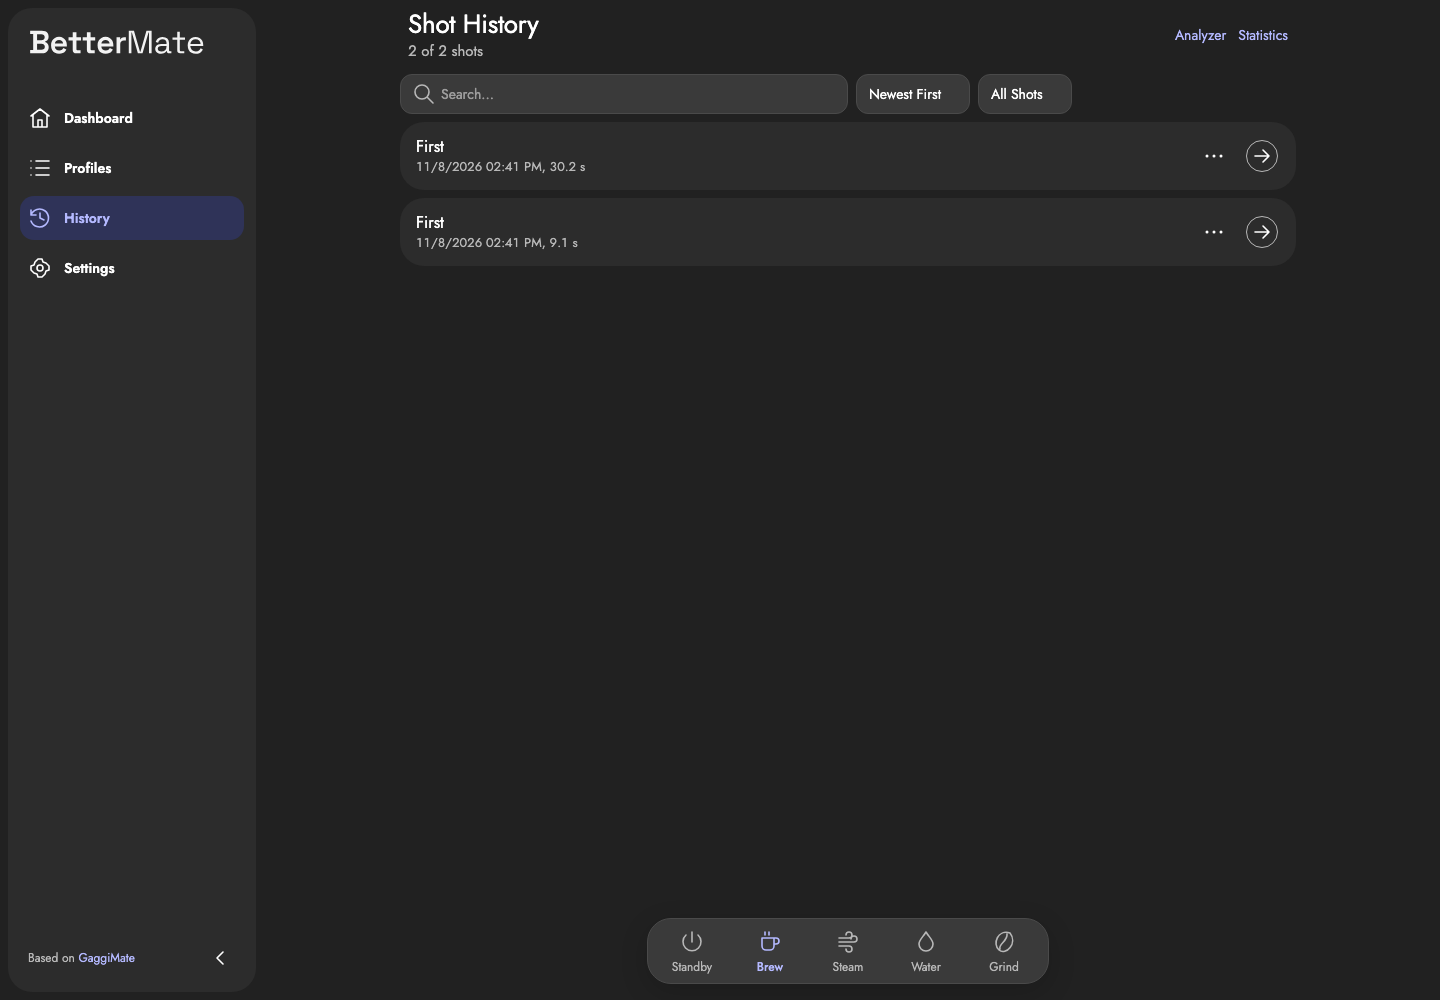 BetterMate
Dashboard
Profiles
History
Settings
Based on GaggiMate
Shot History
2 of 2 shots
Analyzer Statistics
Search...
Newest First
All Shots
First
11/8/2026 02:41 PM, 30.2 s
First
11/8/2026 02:41 PM, 9.1 s
Standby
Brew
Steam
Water
Grind